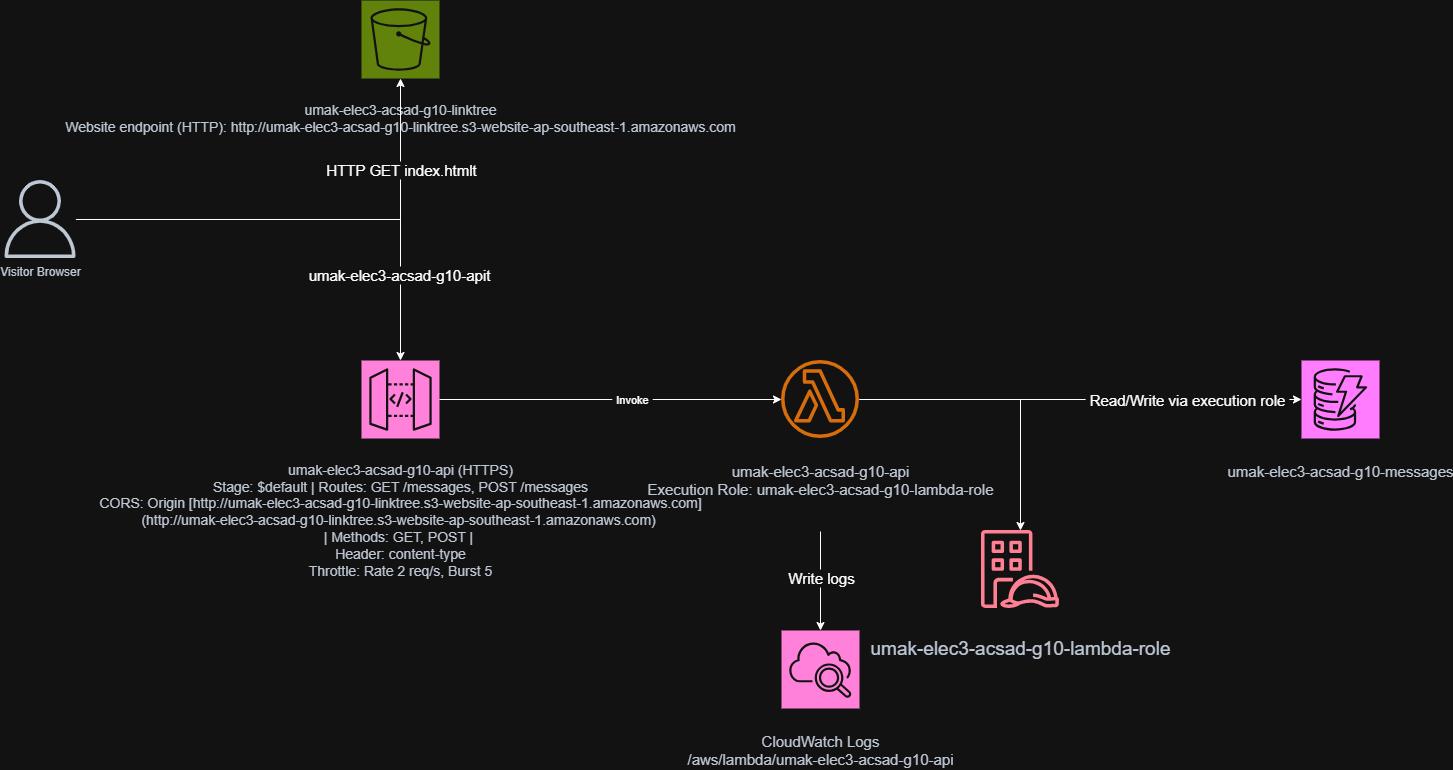 umak-elec3-acsad-g10-linktree
Website endpoint (HTTP): http://umak-elec3-acsad-g10-linktree.s3-website-ap-southeast-1.amazonaws.com
HTTP GET index.htmlt
Visitor Browser
umak-elec3-acsad-g10-apit
Invoke
Read/Write via execution role
umak-elec3-acsad-g10-api (HTTPS)
Stage: $default | Routes: GET /messages, POST /messages
CORS: Origin [http://umak-elec3-acsad-g10-linktree.s3-website-ap-southeast-1.amazonaws.com]
(http://umak-elec3-acsad-g10-linktree.s3-website-ap-southeast-1.amazonaws.com)
| Methods: GET, POST |
Header: content-type
Throttle: Rate 2 req/s, Burst 5
umak-elec3-acsad-g10-api
Execution Role: umak-elec3-acsad-g10-lambda-role
umak-elec3-acsad-g10-messages
Write logs
umak-elec3-acsad-g10-lambda-role
CloudWatch Logs
/aws/lambda/umak-elec3-acsad-g10-api